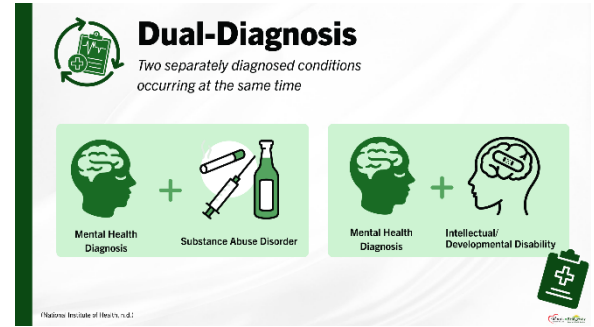 Dual-Diagnosis
Two separately diagnosed conditions
occurring at the same time
Mental Health
Diagnosis
Substance Abuse Disorder
Mental Health
Diagnosis
Intellectual/
Developmental Disability
(National Institute of Health, n.d.)